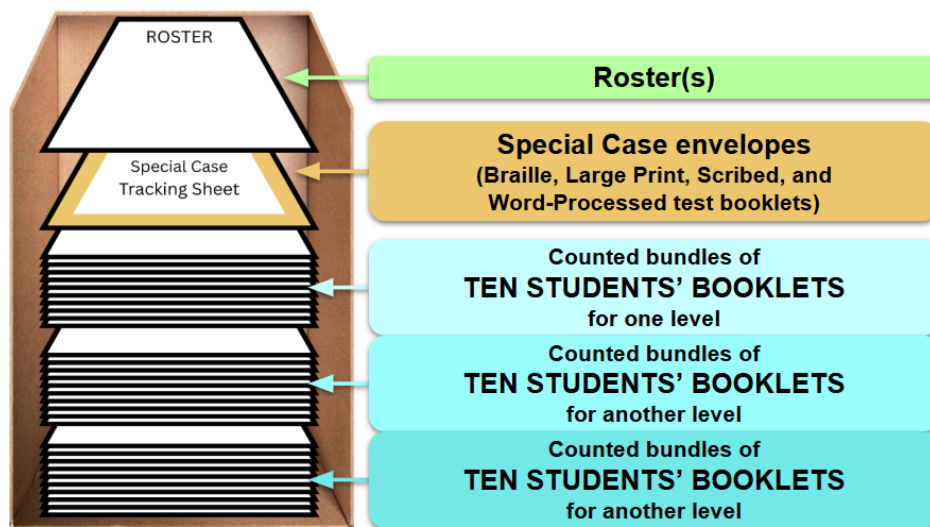 ROSTER
Roster(s)
Special Case
Tracking Sheet
Special Case envelopes
(Braille, Large Print, Scribed, and
Word-Processed test booklets)
Counted bundles of
TEN STUDENTS’ BOOKLETS
for one level
Counted bundles of
TEN STUDENTS’ BOOKLETS
for another level
Counted bundles of
TEN STUDENTS’ BOOKLETS
for another level